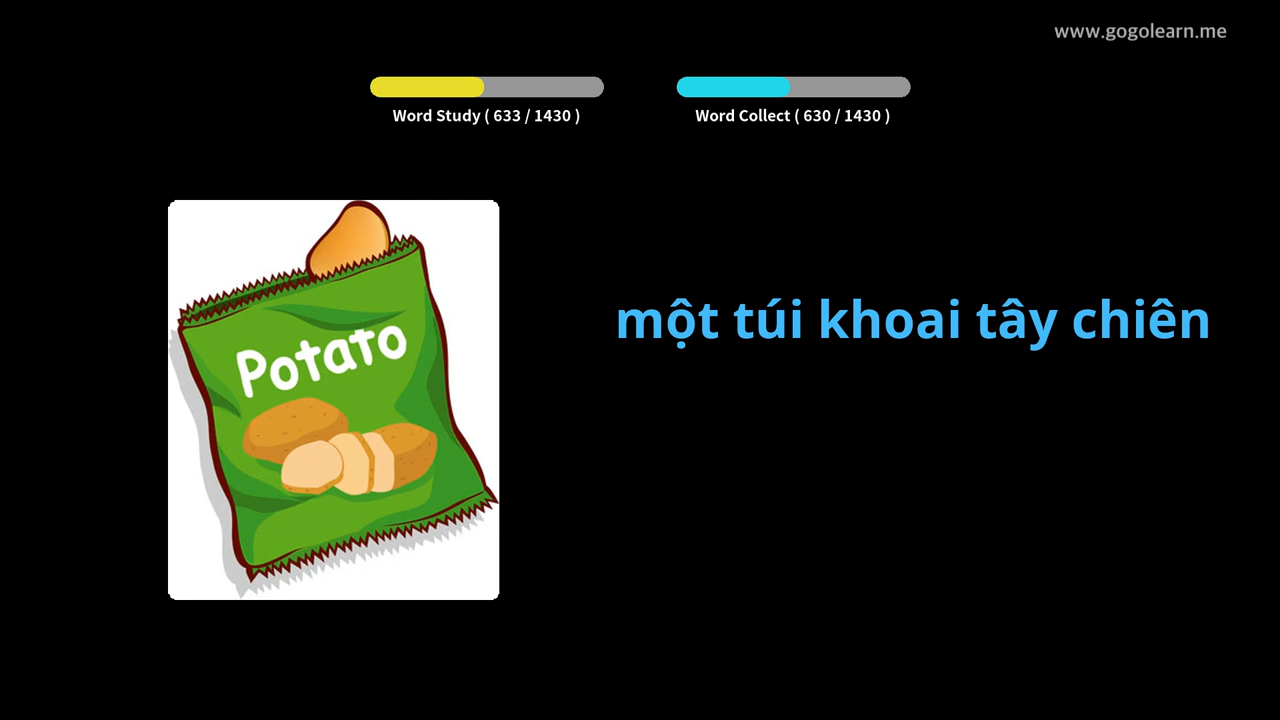 www.gogolearn.me
Word Study ( 633 / 1430 )
Word Collect ( 630 / 1430 )
Potato
một túi khoai tây chiên